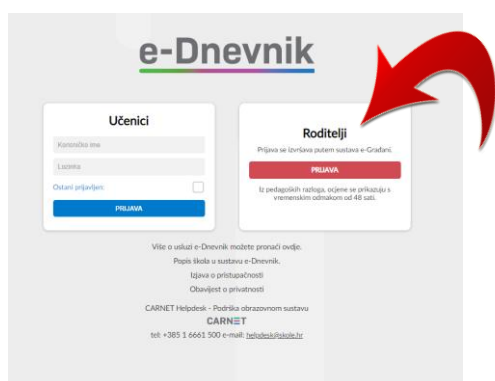 e-Dnevnik
Učenici
Korisničko ime
Lozinka
Ostani prijavljen:
PRIJAVA
Roditelji
Prijava se izvršava putem sustava e-Građani.
PRIJAVA
Iz pedagoških razloga, ocjene se prikazuju s
vremenskim odmakom od 48 sati.
Više o usluzi e-Dnevnik možete pronaći ovdje.
Popis škola u sustavu e-Dnevnik.
Izjava o pristupačnosti
Obavijest o privatnosti
CARNET Helpdesk - Podrška obrazovnom sustavu
CARNET
tel: +385 1 6661 500 e-mail: helpdesk@skole.hr